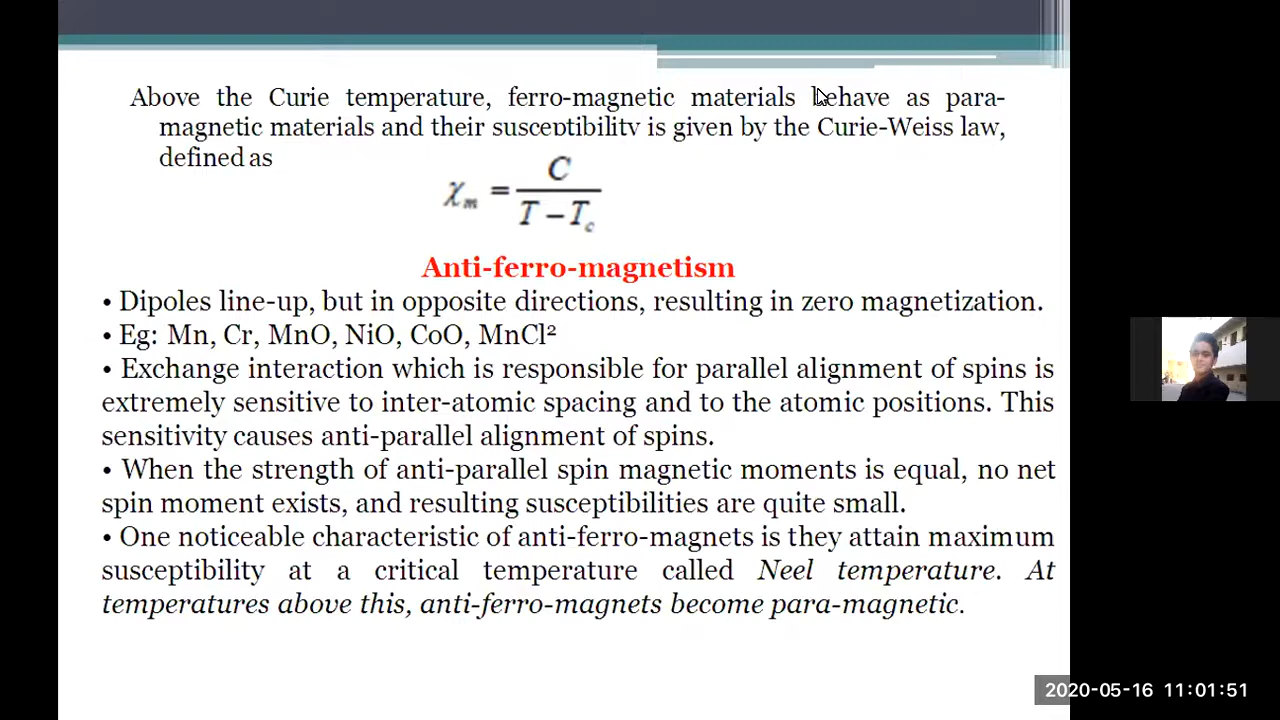 Above the Curie temperature, ferro-magnetic materials behave as para-
magnetic materials and their susceptibility is given by the Curie-Weiss law,
defined as
χm = C / (T − Tc)
Anti-ferro-magnetism
• Dipoles line-up, but in opposite directions, resulting in zero magnetization.
• Eg: Mn, Cr, MnO, NiO, CoO, MnCl²
• Exchange interaction which is responsible for parallel alignment of spins is
extremely sensitive to inter-atomic spacing and to the atomic positions. This
sensitivity causes anti-parallel alignment of spins.
• When the strength of anti-parallel spin magnetic moments is equal, no net
spin moment exists, and resulting susceptibilities are quite small.
• One noticeable characteristic of anti-ferro-magnets is they attain maximum
susceptibility at a critical temperature called Neel temperature. At
temperatures above this, anti-ferro-magnets become para-magnetic.
2020-05-16 11:01:51